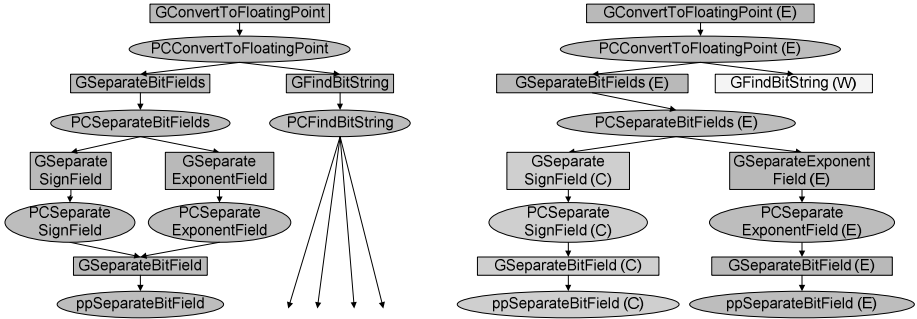 GConvertToFloatingPoint
PCConvertToFloatingPoint
GSeparateBitFields
GFindBitString
PCSeparateBitFields
PCFindBitString
GSeparate
SignField
GSeparate
ExponentField
PCSeparate
SignField
PCSeparate
ExponentField
GSeparateBitField
ppSeparateBitField
GConvertToFloatingPoint (E)
PCConvertToFloatingPoint (E)
GSeparateBitFields (E)
GFindBitString (W)
PCSeparateBitFields (E)
GSeparate
SignField (C)
GSeparateExponent
Field (E)
PCSeparate
SignField (C)
PCSeparate
ExponentField (E)
GSeparateBitField (C)
GSeparateBitField (E)
ppSeparateBitField (C)
ppSeparateBitField (E)